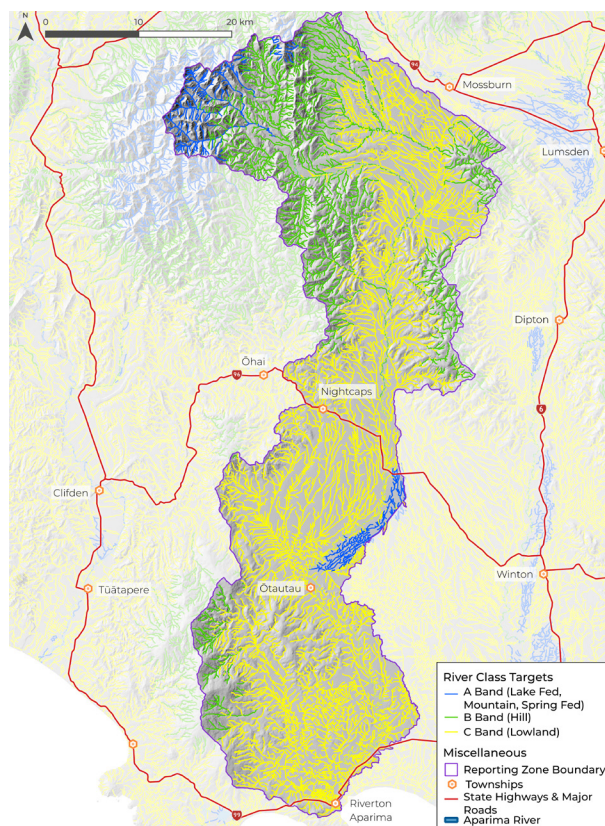 N
0
10
20 km
94
Mossburn
Lumsden
Dipton
Ōhai
96
Nightcaps
6
Clifden
Tūātapere
Ōtautau
Winton
99
Riverton
Aparima
River Class Targets
A Band (Lake Fed,
Mountain, Spring Fed)
B Band (Hill)
C Band (Lowland)
Miscellaneous
Reporting Zone Boundary
Townships
State Highways & Major
Roads
Aparima River